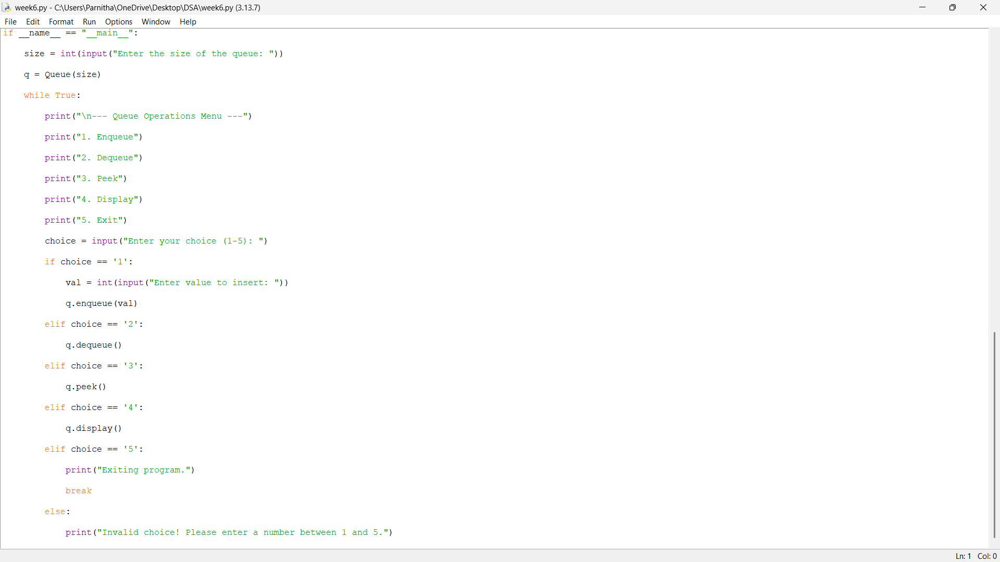 week6.py - C:\Users\Parnitha\OneDrive\Desktop\DSA\week6.py (3.13.7)
File Edit Format Run Options Window Help
if __name__ == "__main__":
    size = int(input("Enter the size of the queue: "))
    q = Queue(size)
    while True:
        print("\n--- Queue Operations Menu ---")
        print("1. Enqueue")
        print("2. Dequeue")
        print("3. Peek")
        print("4. Display")
        print("5. Exit")
        choice = input("Enter your choice (1-5): ")
        if choice == '1':
            val = int(input("Enter value to insert: "))
            q.enqueue(val)
        elif choice == '2':
            q.dequeue()
        elif choice == '3':
            q.peek()
        elif choice == '4':
            q.display()
        elif choice == '5':
            print("Exiting program.")
            break
        else:
            print("Invalid choice! Please enter a number between 1 and 5.")
Ln: 1 Col: 0